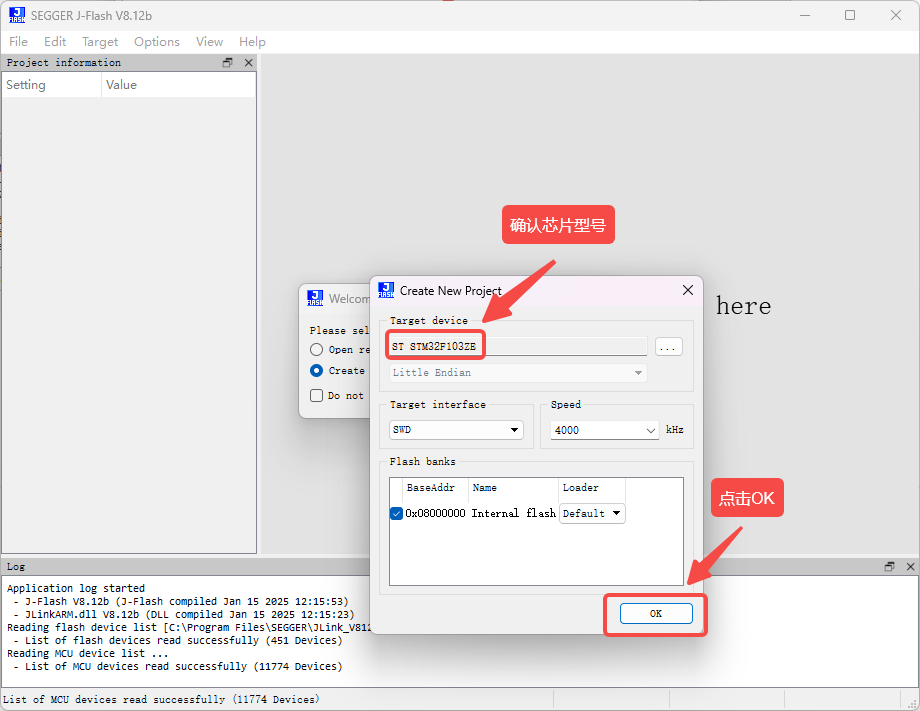 SEGGER J-Flash V8.12b
File Edit Target Options View Help
Project information
Setting Value
确认芯片型号
here
Welcom
Please sel
Open re
Create
Do not
Create New Project
Target device
ST STM32F103ZE
...
Little Endian
Target interface
SWD
Speed
4000 kHz
Flash banks
BaseAddr Name Loader
0x08000000 Internal flash Default
点击OK
OK
Log
Application log started
- J-Flash V8.12b (J-Flash compiled Jan 15 2025 12:15:53)
- JLinkARM.dll V8.12b (DLL compiled Jan 15 2025 12:15:23)
Reading flash device list [C:\Program Files\SEGGER\JLink_V812
- List of flash devices read successfully (451 Devices)
Reading MCU device list ...
- List of MCU devices read successfully (11774 Devices)
List of MCU devices read successfully (11774 Devices)